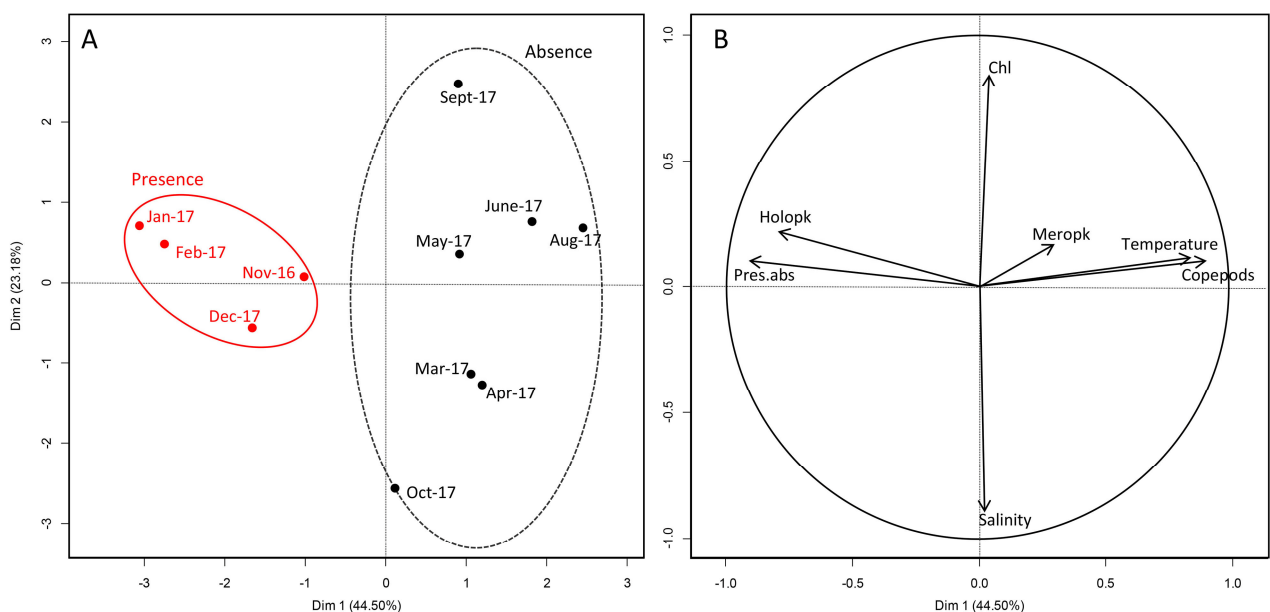 A
Absence
Sept-17
Presence
Jan-17
June-17
Feb-17
May-17
Aug-17
Nov-16
Dec-17
Mar-17
Apr-17
Oct-17
3
2
1
0
-1
-2
-3
Dim 2 (23.18%)
-3
-2
-1
0
1
2
3
Dim 1 (44.50%)
B
Chl
Holopk
Meropk
Temperature
Pres.abs
Copepods
Salinity
1.0
0.5
0.0
-0.5
-1.0
-1.0
-0.5
0.0
0.5
1.0
Dim 1 (44.50%)